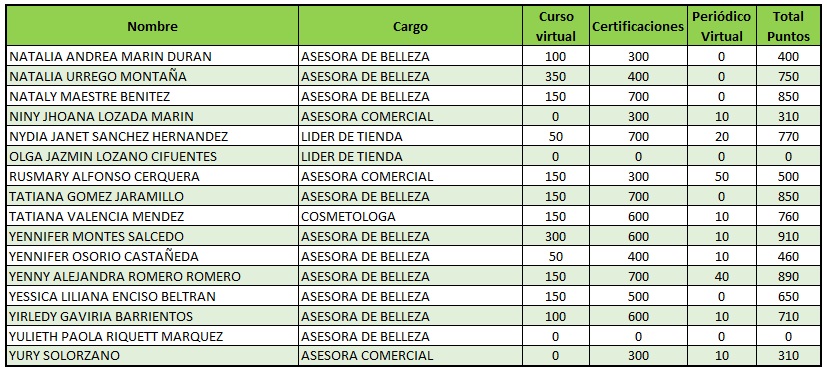 Nombre Cargo Curso virtual Certificaciones Periódico Virtual Total Puntos
NATALIA ANDREA MARIN DURAN ASESORA DE BELLEZA 100 300 0 400
NATALIA URREGO MONTAÑA ASESORA DE BELLEZA 350 400 0 750
NATALY MAESTRE BENITEZ ASESORA DE BELLEZA 150 700 0 850
NINY JHOANA LOZADA MARIN ASESORA COMERCIAL 0 300 10 310
NYDIA JANET SANCHEZ HERNANDEZ LIDER DE TIENDA 50 700 20 770
OLGA JAZMIN LOZANO CIFUENTES LIDER DE TIENDA 0 0 0 0
RUSMARY ALFONSO CERQUERA ASESORA COMERCIAL 150 300 50 500
TATIANA GOMEZ JARAMILLO ASESORA DE BELLEZA 150 700 0 850
TATIANA VALENCIA MENDEZ COSMETOLOGA 150 600 10 760
YENNIFER MONTES SALCEDO ASESORA DE BELLEZA 300 600 10 910
YENNIFER OSORIO CASTAÑEDA ASESORA DE BELLEZA 50 400 10 460
YENNY ALEJANDRA ROMERO ROMERO ASESORA DE BELLEZA 150 700 40 890
YESSICA LILIANA ENCISO BELTRAN ASESORA DE BELLEZA 150 500 0 650
YIRLEDY GAVIRIA BARRIENTOS ASESORA DE BELLEZA 100 600 10 710
YULIETH PAOLA RIQUETT MARQUEZ ASESORA DE BELLEZA 0 0 0 0
YURY SOLORZANO ASESORA COMERCIAL 0 300 10 310